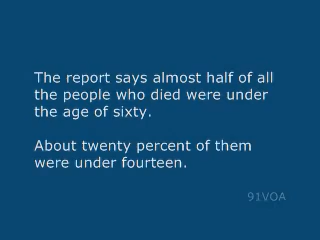 The report says almost half of all
the people who died were under
the age of sixty.
About twenty percent of them
were under fourteen.
91VOA